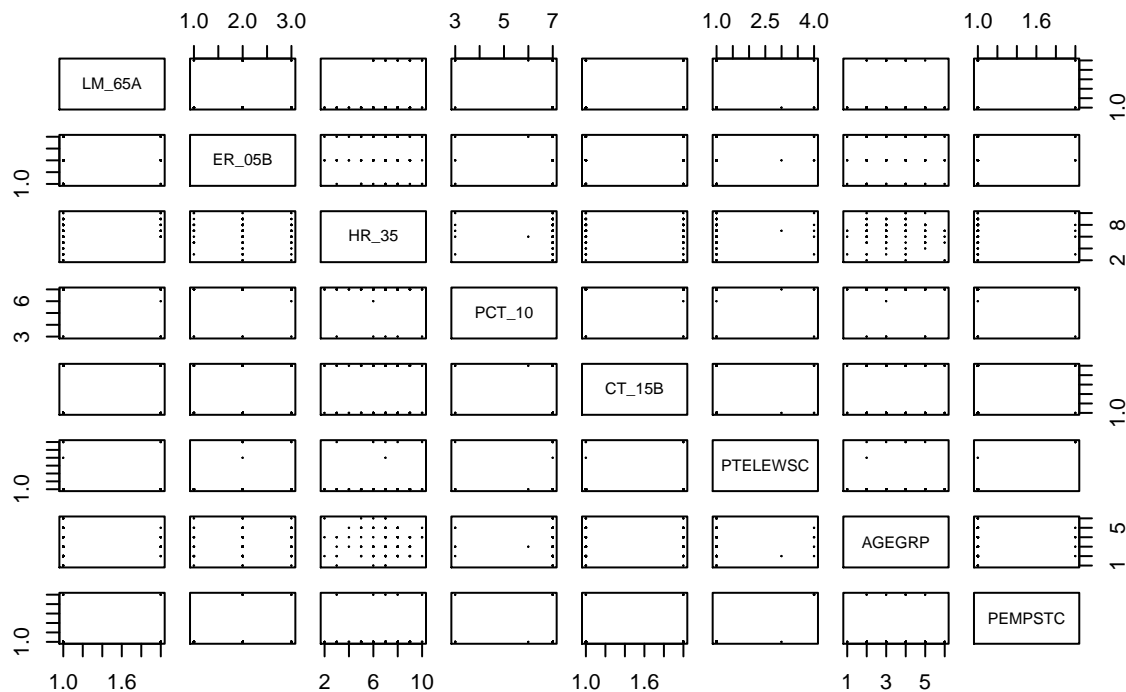 1.0 2.0 3.0 3 5 7 1.0 2.5 4.0 1.0 1.6
LM_65A
1.0
1.0
ER_05B
HR_35
2 8
3 6
PCT_10
CT_15B
1.0
1.0
PTELEWSC
AGEGRP
1 5
1.0
PEMPSTC
1.0 1.6 2 6 10 1.0 1.6 1 3 5